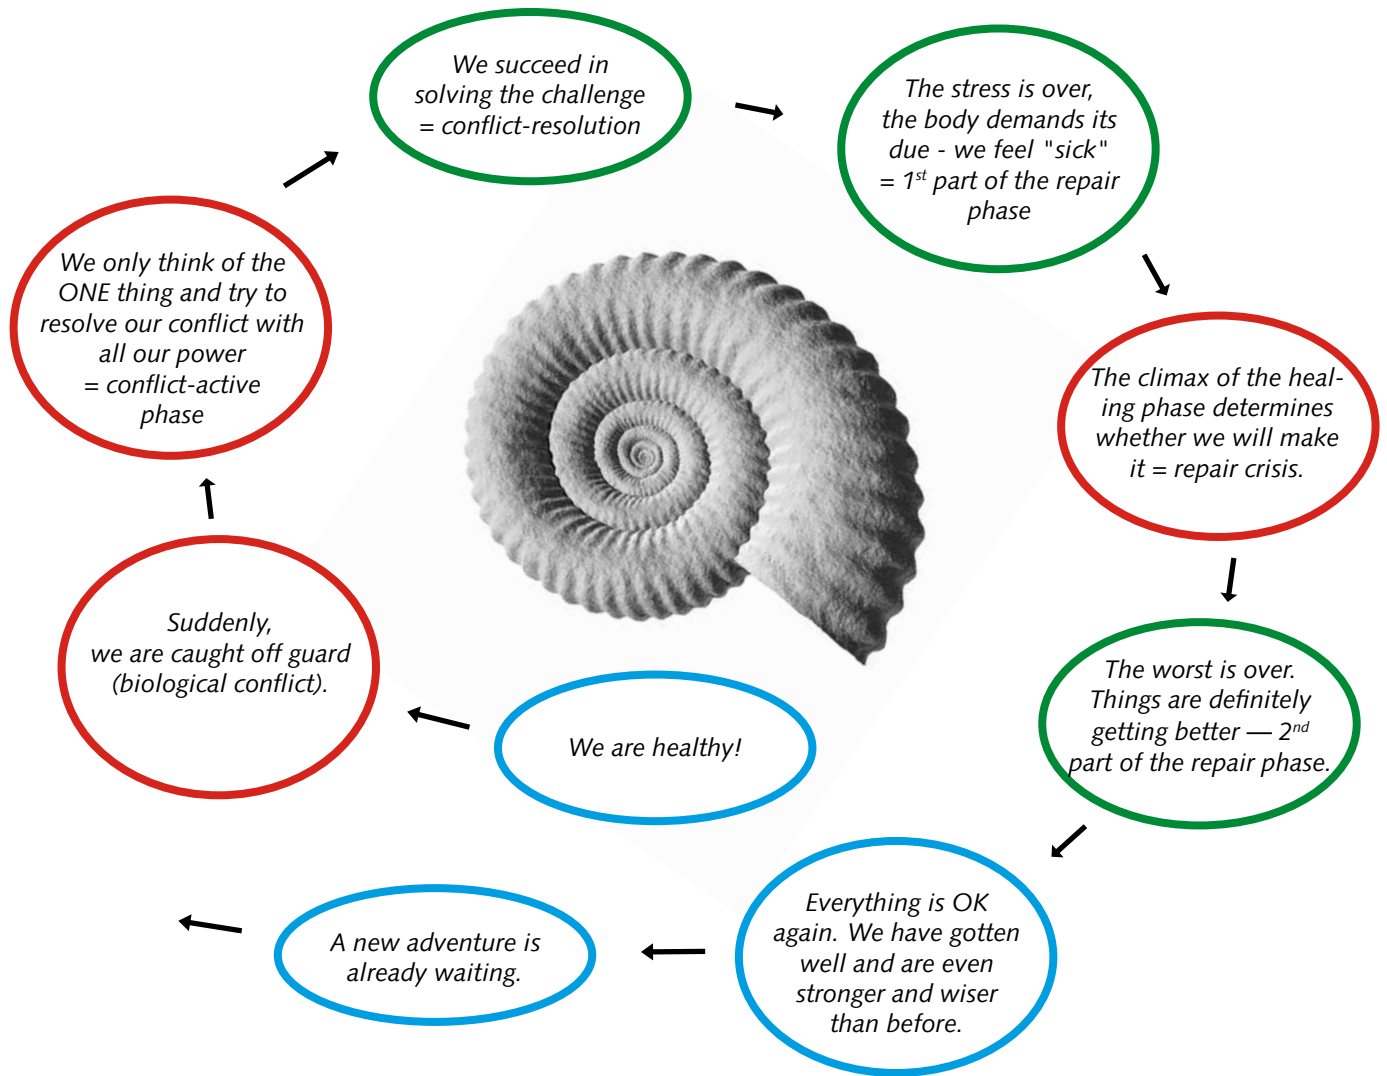 We are healthy!
Suddenly,
we are caught off guard
(biological conflict).
We only think of the
ONE thing and try to
resolve our conflict with
all our power
= conflict-active
phase
We succeed in
solving the challenge
= conflict-resolution
The stress is over,
the body demands its
due - we feel "sick"
= 1st part of the repair
phase
The climax of the heal-
ing phase determines
whether we will make
it = repair crisis.
The worst is over.
Things are definitely
getting better — 2nd
part of the repair phase.
Everything is OK
again. We have gotten
well and are even
stronger and wiser
than before.
A new adventure is
already waiting.